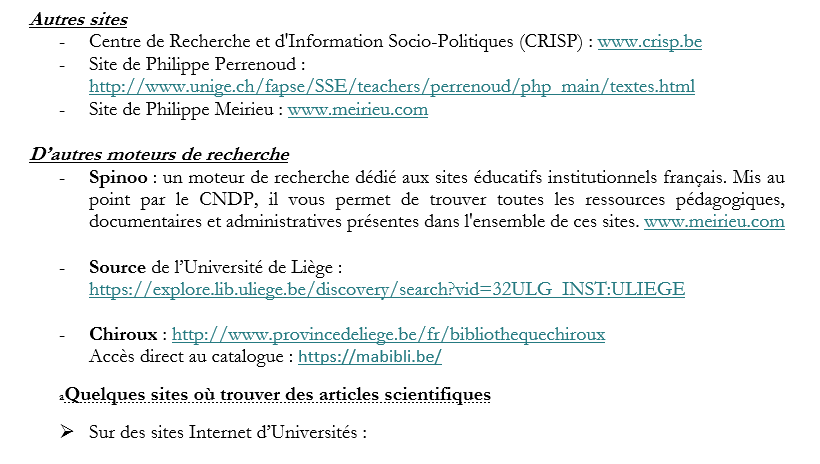 Autres sites
- Centre de Recherche et d'Information Socio-Politiques (CRISP) : www.crisp.be
- Site de Philippe Perrenoud :
http://www.unige.ch/fapse/SSE/teachers/perrenoud/php_main/textes.html
- Site de Philippe Meirieu : www.meirieu.com
D'autres moteurs de recherche
- Spinoo : un moteur de recherche dédié aux sites éducatifs institutionnels français. Mis au
point par le CNDP, il vous permet de trouver toutes les ressources pédagogiques,
documentaires et administratives présentes dans l'ensemble de ces sites. www.meirieu.com
- Source de l'Université de Liège :
https://explore.lib.uliege.be/discovery/search?vid=32ULG_INST:ULIEGE
- Chiroux : http://www.provincedeliege.be/fr/bibliothequechiroux
Accès direct au catalogue : https://mabibli.be/
a Quelques sites où trouver des articles scientifiques
➢ Sur des sites Internet d'Universités :